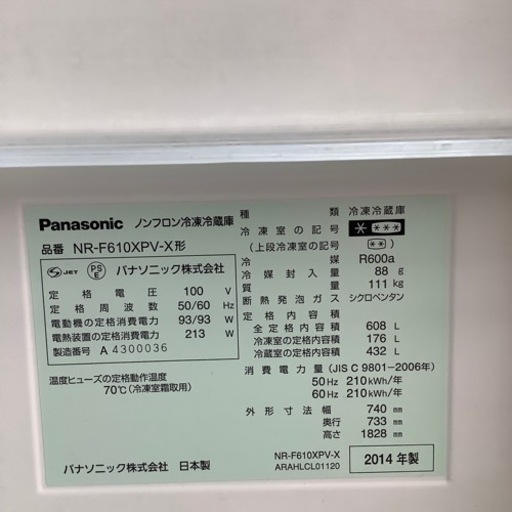 Panasonic ノンフロン冷凍冷蔵庫
品番 NR-F610XPV-X形
JET PS E パナソニック株式会社
定格電圧 100 V
定格周波数 50/60 Hz
電動機の定格消費電力 93/93 W
電熱装置の定格消費電力 213 W
製造番号 A 4300036
温度ヒューズの定格動作温度
70℃(冷凍室霜取用)
パナソニック株式会社 日本製
種類 冷凍冷蔵庫
冷凍室の記号
(上段冷凍室の記号)
冷媒 R600a
冷媒封入量 88 g
質量 111 kg
断熱発泡ガス シクロペンタン
定格内容積
全定格内容積 608 L
冷凍室の定格内容積 176 L
冷蔵室の定格内容積 432 L
消費電力量(JIS C 9801−2006年)
50Hz 210kWh/年
60Hz 210kWh/年
外形寸法 幅 740 mm
奥行 733 mm
高さ 1828 mm
NR-F610XPV-X
ARAHLCL01120
2014年製